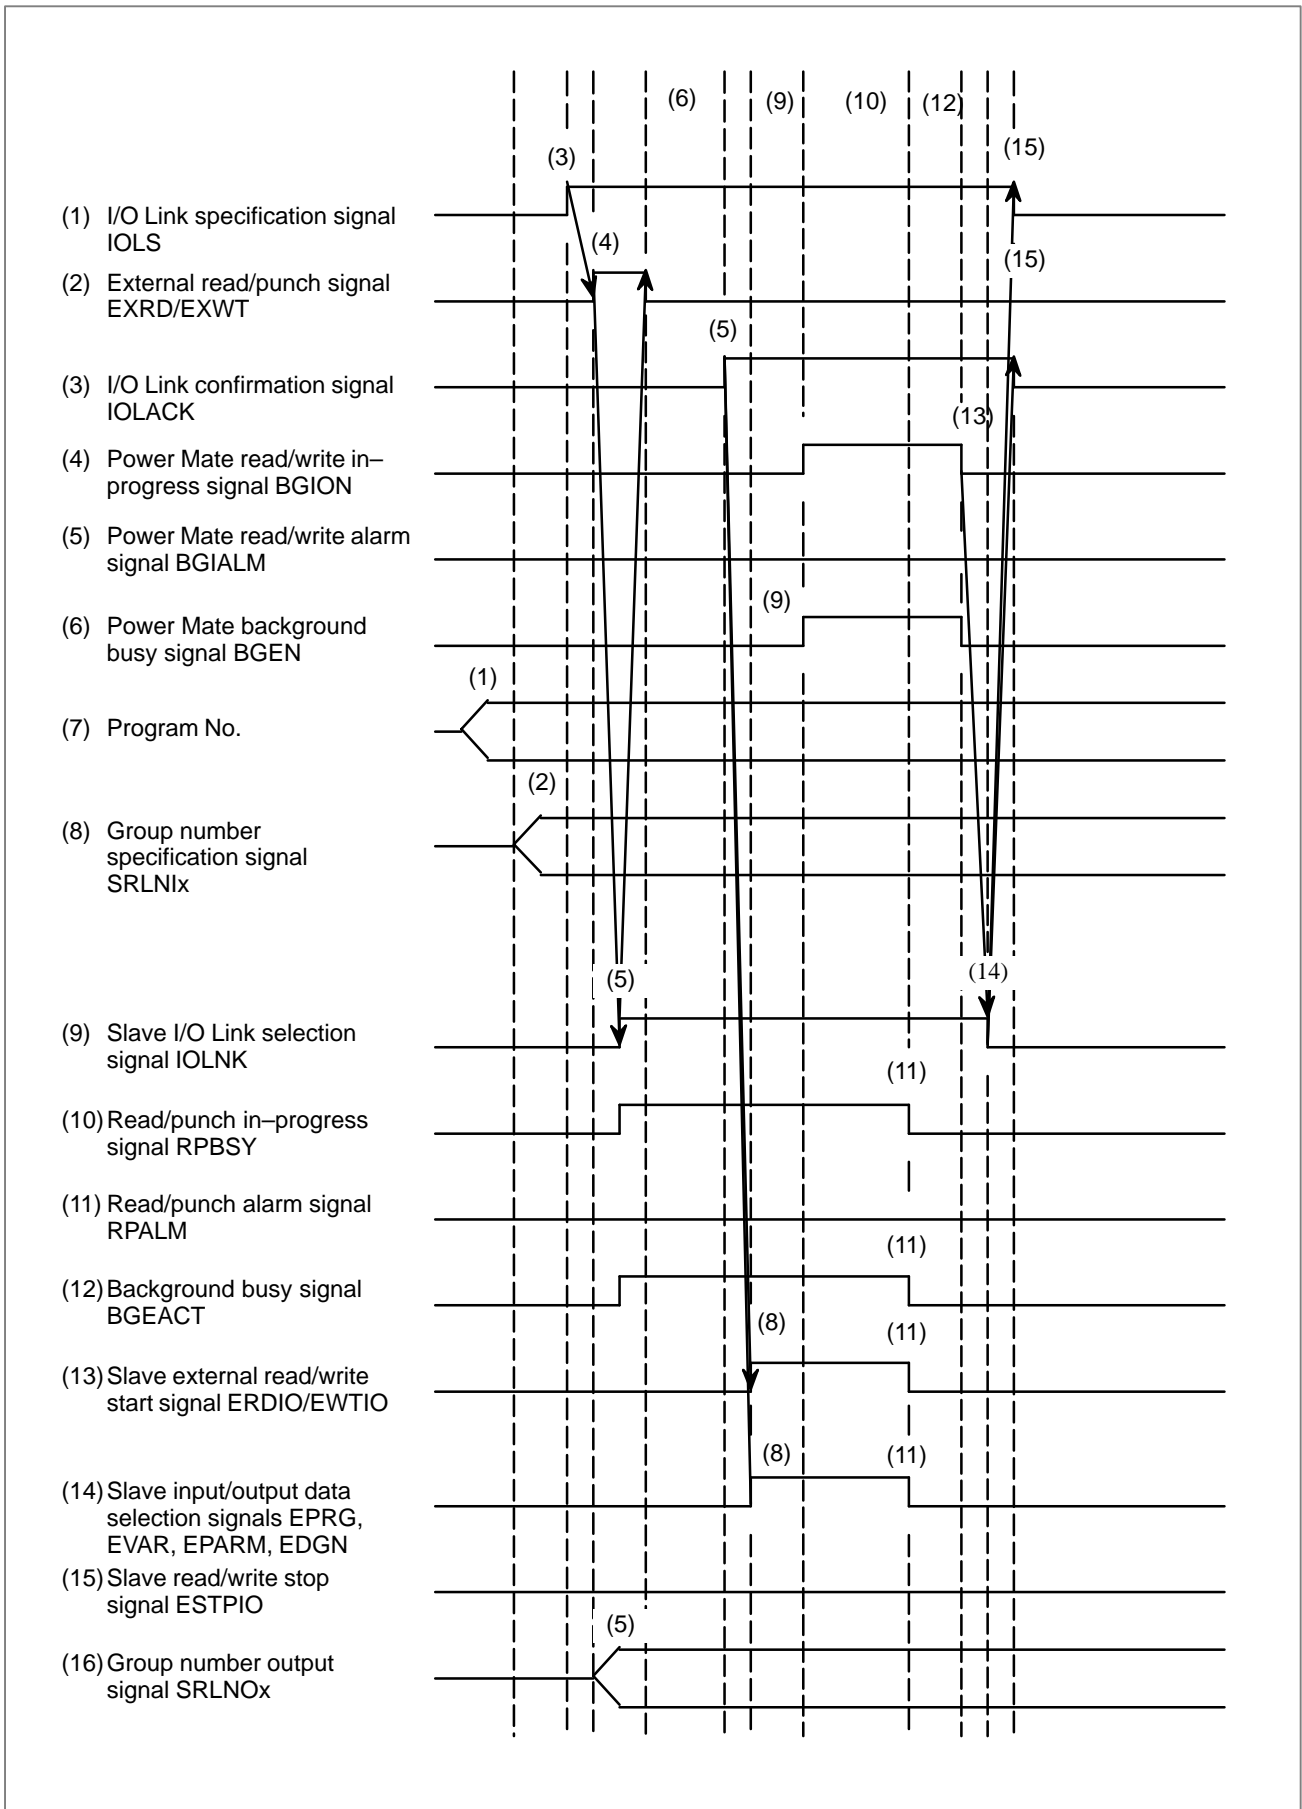 (6)
(9)
(10)
(12)
(3)
(15)
(1) I/O Link specification signal
IOLS
(4)
(15)
(2) External read/punch signal
EXRD/EXWT
(5)
(3) I/O Link confirmation signal
IOLACK
(13)
(4) Power Mate read/write in–
progress signal BGION
(5) Power Mate read/write alarm
signal BGIALM
(9)
(6) Power Mate background
busy signal BGEN
(1)
(7) Program No.
(2)
(8) Group number
specification signal
SRLNIx
(5)
(14)
(9) Slave I/O Link selection
signal IOLNK
(11)
(10) Read/punch in–progress
signal RPBSY
(11) Read/punch alarm signal
RPALM
(11)
(12) Background busy signal
BGEACT
(8)
(11)
(13) Slave external read/write
start signal ERDIO/EWTIO
(8)
(11)
(14) Slave input/output data
selection signals EPRG,
EVAR, EPARM, EDGN
(15) Slave read/write stop
signal ESTPIO
(5)
(16) Group number output
signal SRLNOx